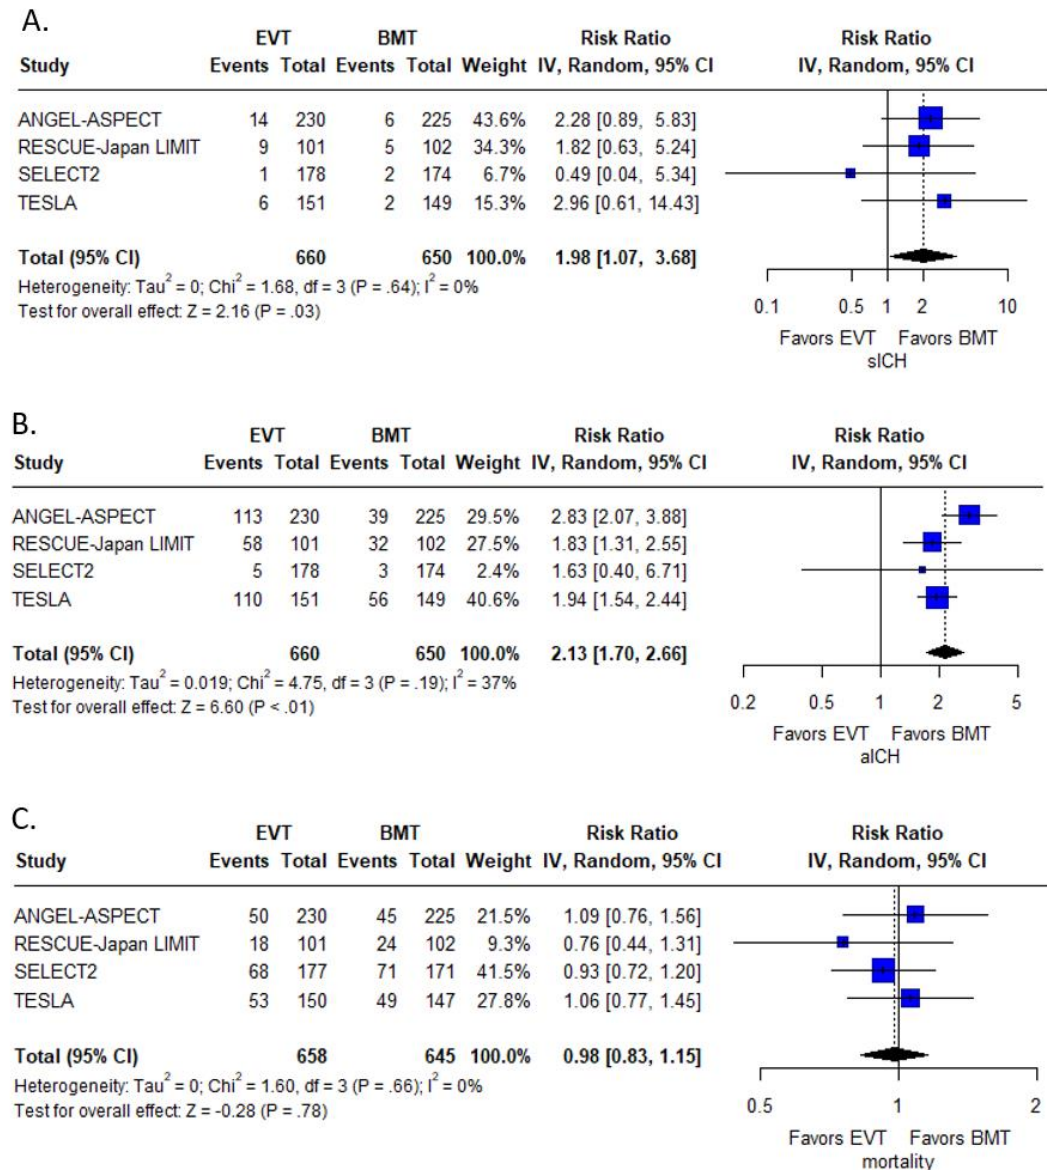 A.
EVT BMT Risk Ratio Risk Ratio
Study Events Total Events Total Weight IV, Random, 95% CI IV, Random, 95% CI
ANGEL-ASPECT 14 230 6 225 43.6% 2.28 [0.89, 5.83]
RESCUE-Japan LIMIT 9 101 5 102 34.3% 1.82 [0.63, 5.24]
SELECT2 1 178 2 174 6.7% 0.49 [0.04, 5.34]
TESLA 6 151 2 149 15.3% 2.96 [0.61, 14.43]
Total (95% CI) 660 650 100.0% 1.98 [1.07, 3.68]
Heterogeneity: Tau² = 0; Chi² = 1.68, df = 3 (P = .64); I² = 0%
Test for overall effect: Z = 2.16 (P = .03)
0.1 0.5 1 2 10
Favors EVT Favors BMT
sICH
B.
EVT BMT Risk Ratio Risk Ratio
Study Events Total Events Total Weight IV, Random, 95% CI IV, Random, 95% CI
ANGEL-ASPECT 113 230 39 225 29.5% 2.83 [2.07, 3.88]
RESCUE-Japan LIMIT 58 101 32 102 27.5% 1.83 [1.31, 2.55]
SELECT2 5 178 3 174 2.4% 1.63 [0.40, 6.71]
TESLA 110 151 56 149 40.6% 1.94 [1.54, 2.44]
Total (95% CI) 660 650 100.0% 2.13 [1.70, 2.66]
Heterogeneity: Tau² = 0.019; Chi² = 4.75, df = 3 (P = .19); I² = 37%
Test for overall effect: Z = 6.60 (P < .01)
0.2 0.5 1 2 5
Favors EVT Favors BMT
aICH
C.
EVT BMT Risk Ratio Risk Ratio
Study Events Total Events Total Weight IV, Random, 95% CI IV, Random, 95% CI
ANGEL-ASPECT 50 230 45 225 21.5% 1.09 [0.76, 1.56]
RESCUE-Japan LIMIT 18 101 24 102 9.3% 0.76 [0.44, 1.31]
SELECT2 68 177 71 171 41.5% 0.93 [0.72, 1.20]
TESLA 53 150 49 147 27.8% 1.06 [0.77, 1.45]
Total (95% CI) 658 645 100.0% 0.98 [0.83, 1.15]
Heterogeneity: Tau² = 0; Chi² = 1.60, df = 3 (P = .66); I² = 0%
Test for overall effect: Z = -0.28 (P = .78)
0.5 1 2
Favors EVT Favors BMT
mortality